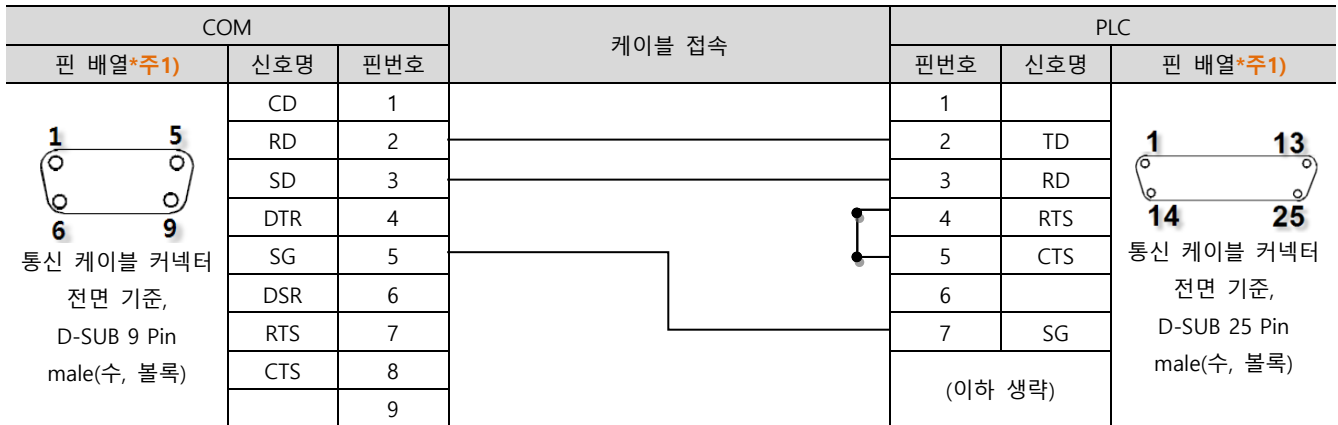 COM 케이블 접속 PLC
핀 배열*주1) 신호명 핀번호 핀번호 신호명 핀 배열*주1)
CD 1 1
RD 2 2 TD
SD 3 3 RD
DTR 4 4 RTS
SG 5 5 CTS
DSR 6 6
RTS 7 7 SG
CTS 8 (이하 생략)
9
1 5
6 9
통신 케이블 커넥터
전면 기준,
D-SUB 9 Pin
male(수, 볼록)
1 13
14 25
통신 케이블 커넥터
전면 기준,
D-SUB 25 Pin
male(수, 볼록)